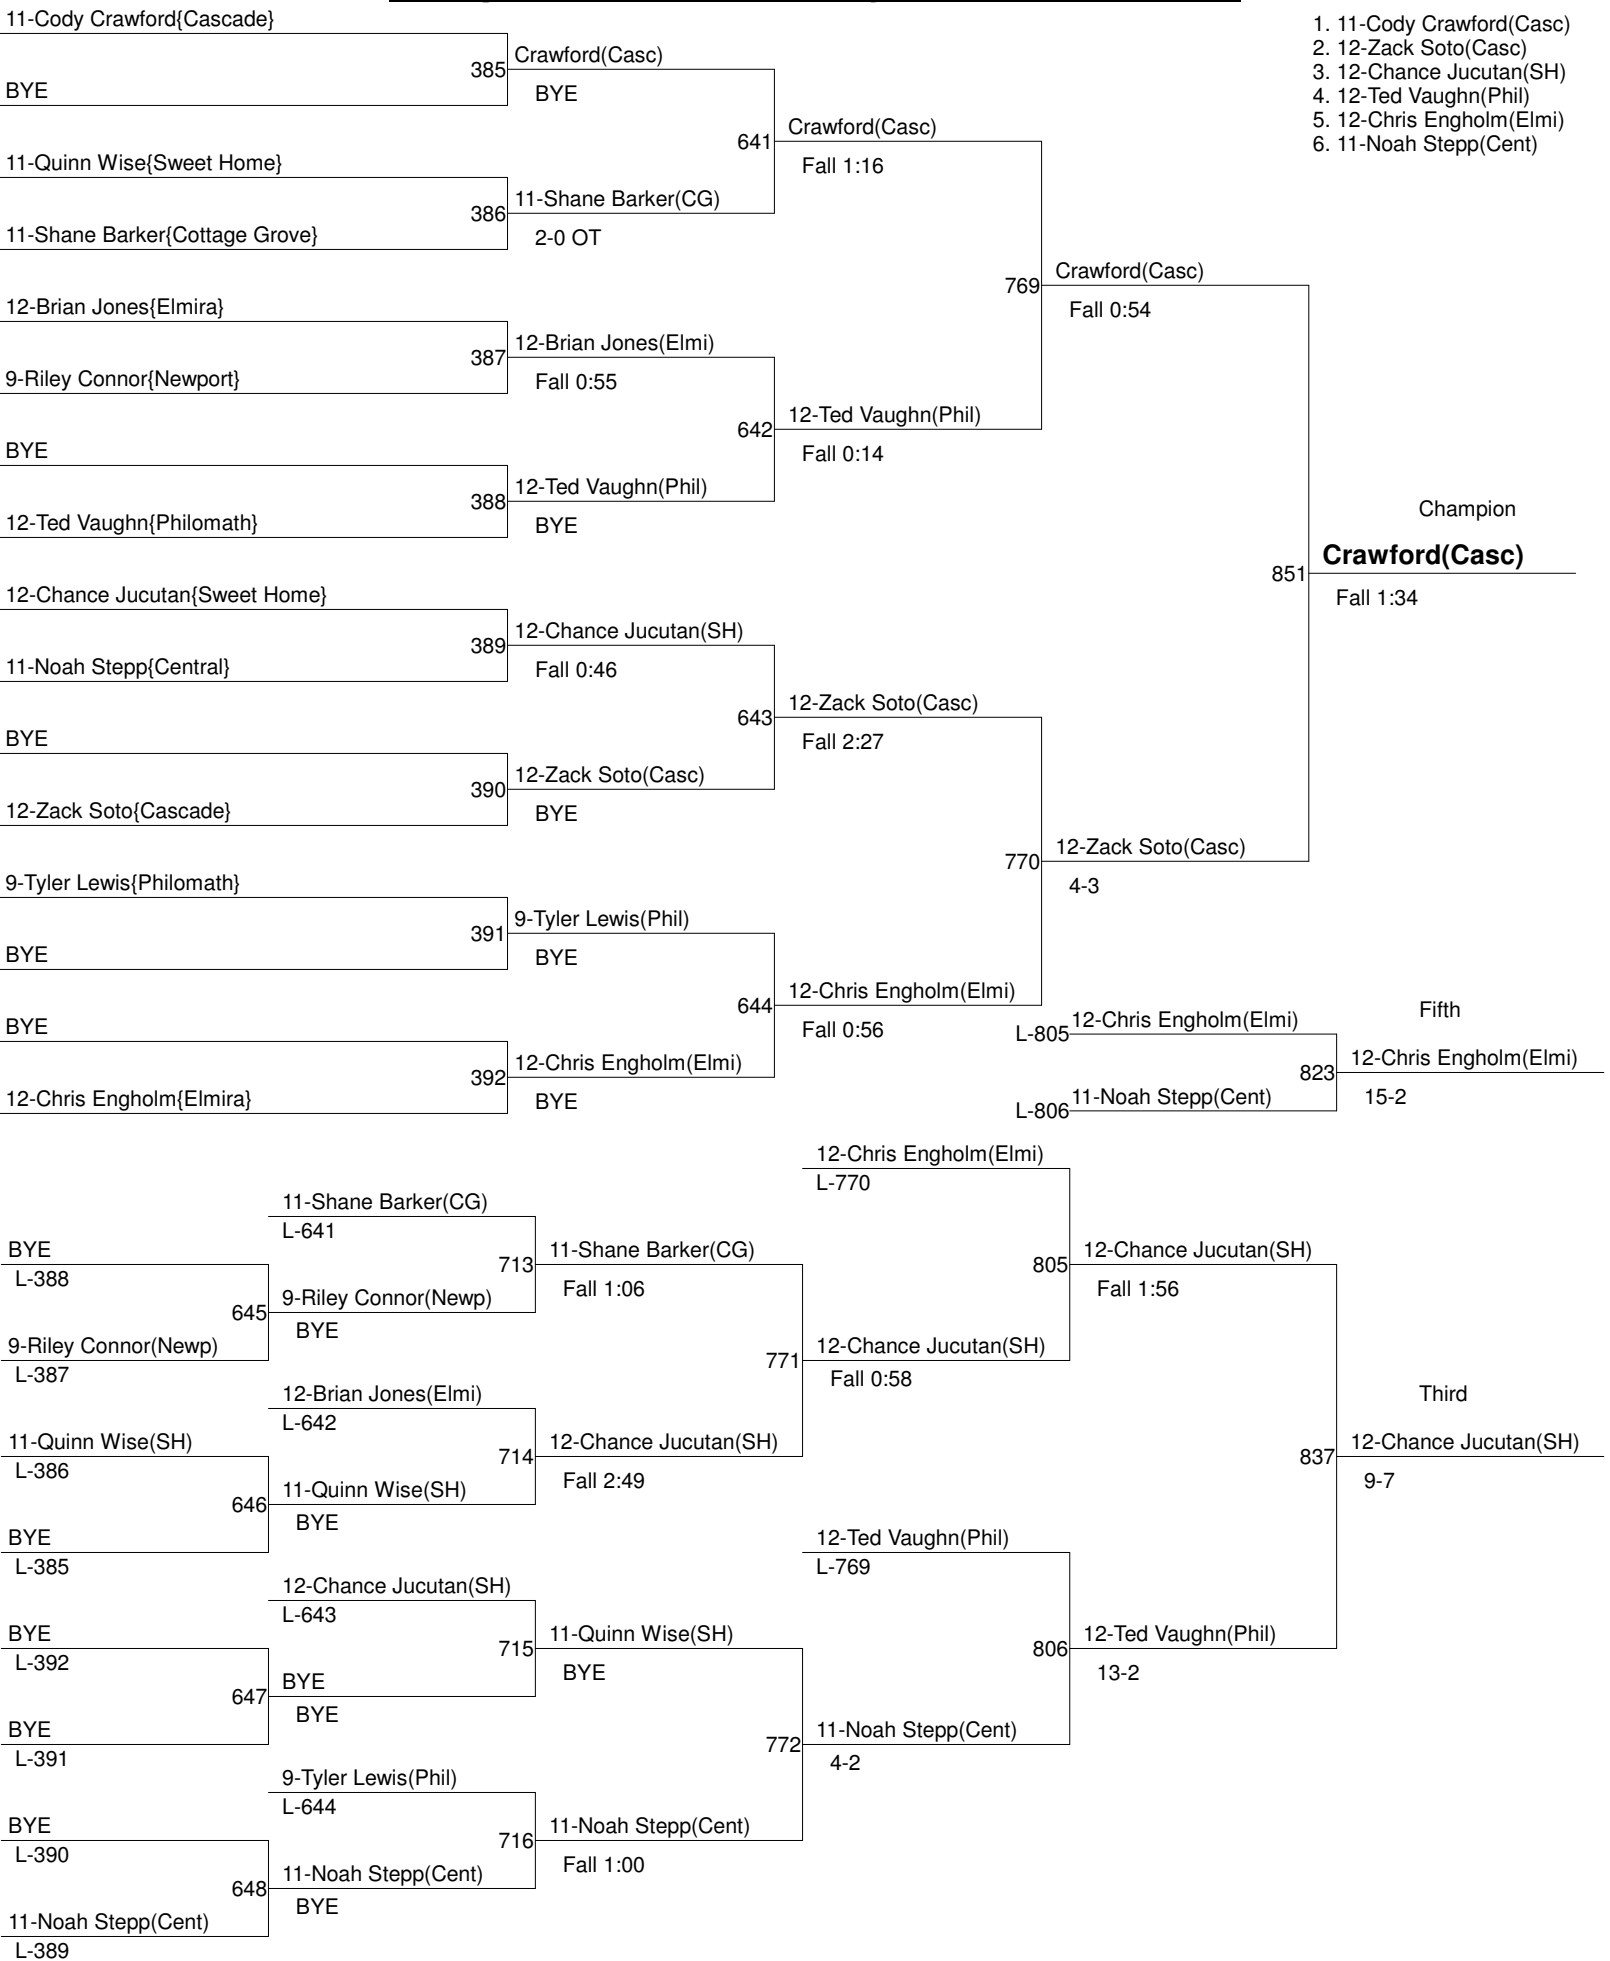 11-Cody Crawford{Cascade}
BYE
11-Quinn Wise{Sweet Home}
11-Shane Barker{Cottage Grove}
12-Brian Jones{Elmira}
9-Riley Connor{Newport}
BYE
12-Ted Vaughn{Philomath}
12-Chance Jucutan{Sweet Home}
11-Noah Stepp{Central}
BYE
12-Zack Soto{Cascade}
9-Tyler Lewis{Philomath}
BYE
BYE
12-Chris Engholm{Elmira}
385
Crawford(Casc)
BYE
386
11-Shane Barker(CG)
2-0 OT
387
12-Brian Jones(Elmi)
Fall 0:55
388
12-Ted Vaughn(Phil)
BYE
389
12-Chance Jucutan(SH)
Fall 0:46
390
12-Zack Soto(Casc)
BYE
391
9-Tyler Lewis(Phil)
BYE
392
12-Chris Engholm(Elmi)
BYE
641
Crawford(Casc)
Fall 1:16
642
12-Ted Vaughn(Phil)
Fall 0:14
643
12-Zack Soto(Casc)
Fall 2:27
644
12-Chris Engholm(Elmi)
Fall 0:56
769
Crawford(Casc)
Fall 0:54
770
12-Zack Soto(Casc)
4-3
Champion
851
Crawford(Casc)
Fall 1:34
1. 11-Cody Crawford(Casc)
2. 12-Zack Soto(Casc)
3. 12-Chance Jucutan(SH)
4. 12-Ted Vaughn(Phil)
5. 12-Chris Engholm(Elmi)
6. 11-Noah Stepp(Cent)
L-805
12-Chris Engholm(Elmi)
L-806
11-Noah Stepp(Cent)
Fifth
823
12-Chris Engholm(Elmi)
15-2
BYE
L-388
9-Riley Connor(Newp)
L-387
11-Quinn Wise(SH)
L-386
BYE
L-385
BYE
L-392
BYE
L-391
BYE
L-390
11-Noah Stepp(Cent)
L-389
11-Shane Barker(CG)
L-641
645
9-Riley Connor(Newp)
BYE
12-Brian Jones(Elmi)
L-642
646
11-Quinn Wise(SH)
BYE
12-Chance Jucutan(SH)
L-643
647
BYE
BYE
9-Tyler Lewis(Phil)
L-644
648
11-Noah Stepp(Cent)
BYE
713
11-Shane Barker(CG)
Fall 1:06
714
12-Chance Jucutan(SH)
Fall 2:49
715
11-Quinn Wise(SH)
BYE
716
11-Noah Stepp(Cent)
Fall 1:00
12-Chris Engholm(Elmi)
L-770
771
12-Chance Jucutan(SH)
Fall 0:58
12-Ted Vaughn(Phil)
L-769
772
11-Noah Stepp(Cent)
4-2
805
12-Chance Jucutan(SH)
Fall 1:56
806
12-Ted Vaughn(Phil)
13-2
Third
837
12-Chance Jucutan(SH)
9-7